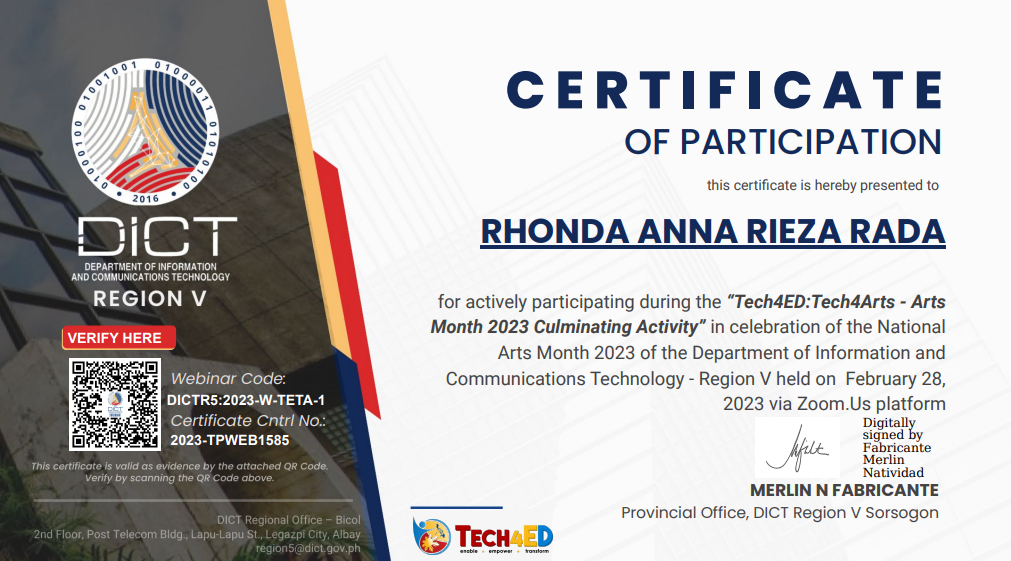 01000100 01001001 01000011 01010100
2016
DiCT
DEPARTMENT OF INFORMATION
AND COMMUNICATIONS TECHNOLOGY
REGION V
VERIFY HERE
Webinar Code:
DICTR5:2023-W-TETA-1
Certificate Cntrl No.:
2023-TPWEB1585
This certificate is valid as evidence by the attached QR Code.
Verify by scanning the QR Code above.
DICT Regional Office – Bicol
2nd Floor, Post Telecom Bldg., Lapu-Lapu St., Legazpi City, Albay
region5@dict.gov.ph
CERTIFICATE
OF PARTICIPATION
this certificate is hereby presented to
RHONDA ANNA RIEZA RADA
for actively participating during the “Tech4ED:Tech4Arts - Arts
Month 2023 Culminating Activity” in celebration of the National
Arts Month 2023 of the Department of Information and
Communications Technology - Region V held on February 28,
2023 via Zoom.Us platform
Digitally
signed by
Fabricante
Merlin
Natividad
MERLIN N FABRICANTE
Provincial Office, DICT Region V Sorsogon
TECH4ED
enable empower transform